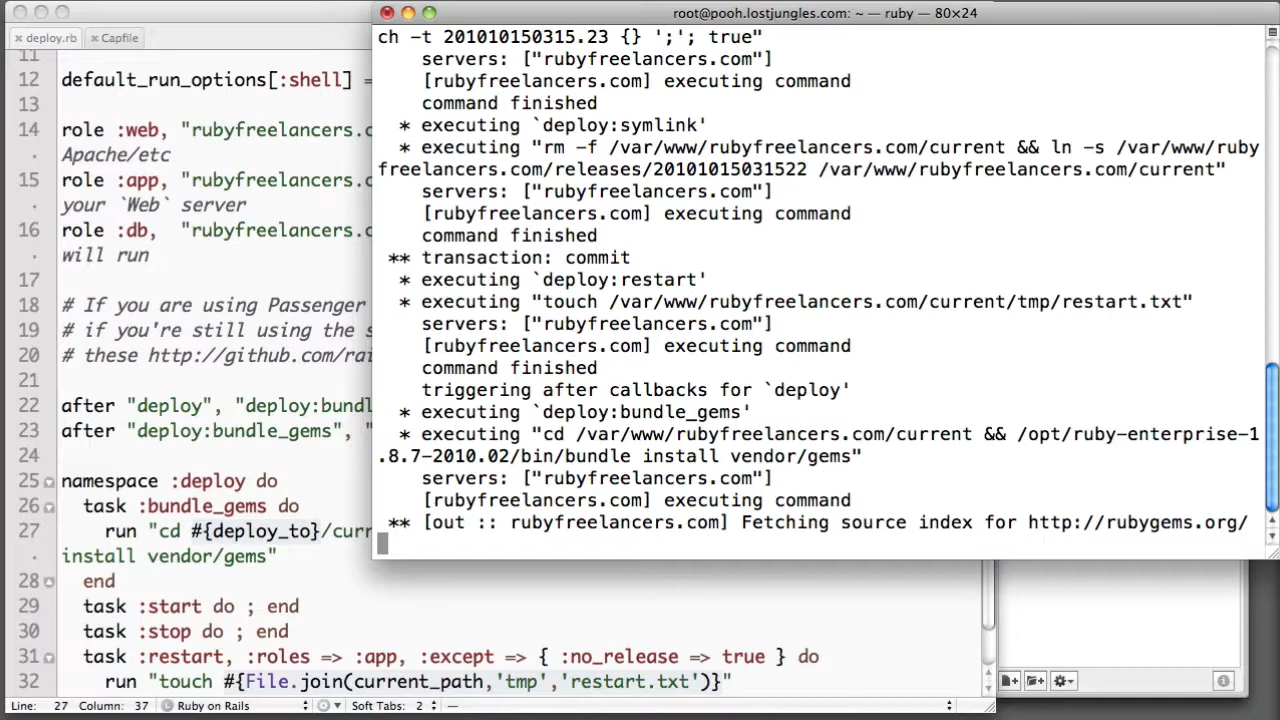 root@pooh.lostjungles.com: ~ — ruby — 80×24
deploy.rb
Capfile
11
12 default_run_options[:shell] =
13
14 role :web, "rubyfreelancers.c
Apache/etc
15 role :app, "rubyfreelancers.c
your `Web` server
16 role :db,  "rubyfreelancers.c
will run
17
18 # If you are using Passenger
19 # if you're still using the s
20 # these http://github.com/rai
21
22 after "deploy", "deploy:bundl
23 after "deploy:bundle_gems", "
24
25 namespace :deploy do
26 task :bundle_gems do
27 run "cd #{deploy_to}/curr
install vendor/gems"
28 end
29 task :start do ; end
30 task :stop do ; end
31 task :restart, :roles => :app, :except => { :no_release => true } do
32 run "touch #{File.join(current_path,'tmp','restart.txt')}"
Line: 27 Column: 37 Ruby on Rails Soft Tabs: 2 —
ch -t 201010150315.23 {} ';'; true"
servers: ["rubyfreelancers.com"]
[rubyfreelancers.com] executing command
command finished
* executing `deploy:symlink'
* executing "rm -f /var/www/rubyfreelancers.com/current && ln -s /var/www/ruby
freelancers.com/releases/20101015031522 /var/www/rubyfreelancers.com/current"
servers: ["rubyfreelancers.com"]
[rubyfreelancers.com] executing command
command finished
** transaction: commit
* executing `deploy:restart'
* executing "touch /var/www/rubyfreelancers.com/current/tmp/restart.txt"
servers: ["rubyfreelancers.com"]
[rubyfreelancers.com] executing command
command finished
triggering after callbacks for `deploy'
* executing `deploy:bundle_gems'
* executing "cd /var/www/rubyfreelancers.com/current && /opt/ruby-enterprise-1
.8.7-2010.02/bin/bundle install vendor/gems"
servers: ["rubyfreelancers.com"]
[rubyfreelancers.com] executing command
** [out :: rubyfreelancers.com] Fetching source index for http://rubygems.org/